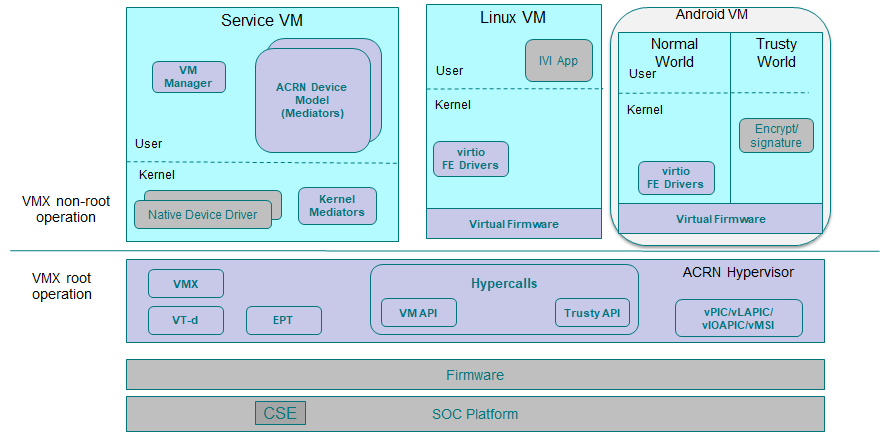 Service VM
VM
Manager
ACRN Device
Model
(Mediators)
User
Kernel
Native Device Driver
Kernel
Mediators
Linux VM
User
IVI App
Kernel
virtio
FE Drivers
Virtual Firmware
Android VM
Normal
World
User
Kernel
virtio
FE Drivers
Trusty
World
Encrypt/
signature
Virtual Firmware
VMX non-root
operation
VMX root
operation
ACRN Hypervisor
VMX
VT-d
EPT
Hypercalls
VM API
Trusty API
vPIC/vLAPIC/
vIOAPIC/vMSI
Firmware
CSE
SOC Platform